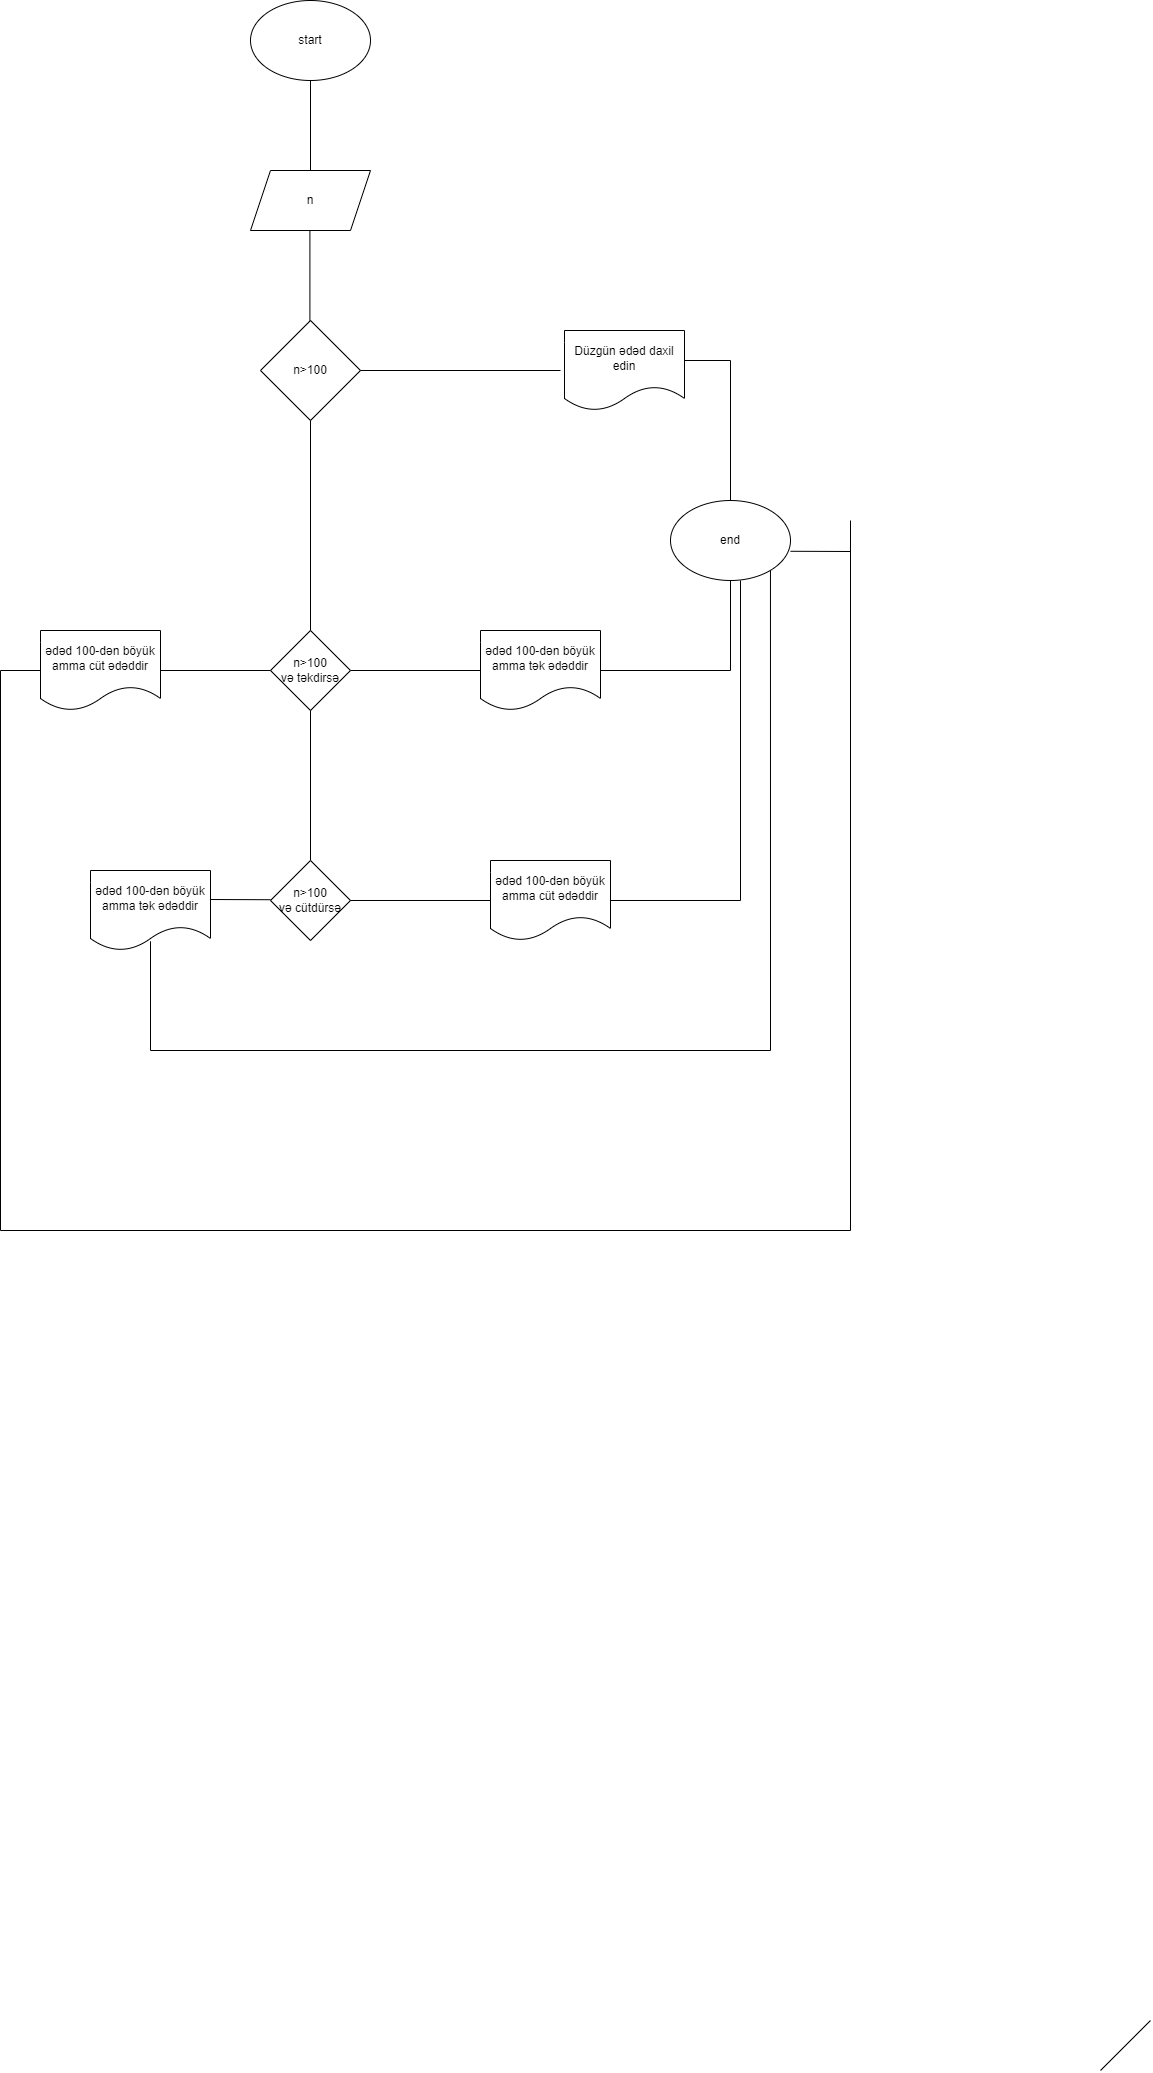 start
n
n>100
Düzgün ədəd daxil
edin
end
ədəd 100-dən böyük
amma cüt ədəddir
n>100
və təkdirsə
ədəd 100-dən böyük
amma tək ədəddir
ədəd 100-dən böyük
amma tək ədəddir
n>100
və cütdürsə
ədəd 100-dən böyük
amma cüt ədəddir